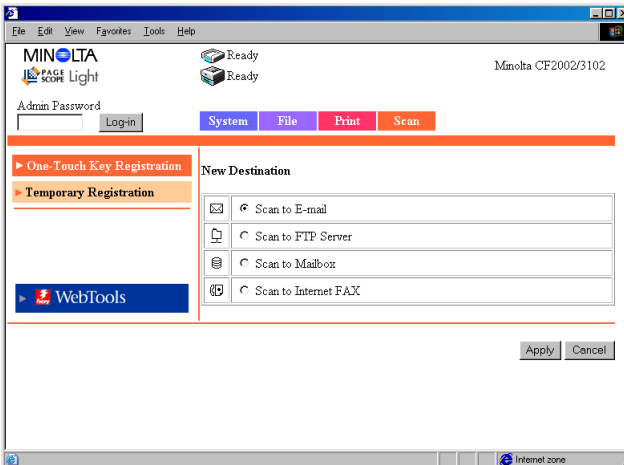 File Edit View Favorites Tools Help
MINOLTA
PAGE SCOPE Light
Ready
Ready
Minolta CF2002/3102
Admin Password
Log-in
System File Print Scan
One-Touch Key Registration
Temporary Registration
New Destination
Scan to E-mail
Scan to FTP Server
Scan to Mailbox
Scan to Internet FAX
fiery WebTools
Apply Cancel
Internet zone